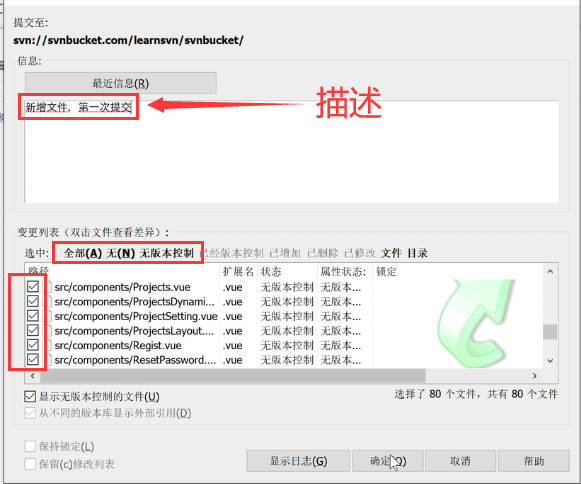 提交至:
svn://svnbucket.com/learnsvn/svnbucket/
信息:
最近信息(R)
新增文件, 第一次提交
描述
变更列表（双击文件查看差异）:
选中: 全部(A) 无(N) 无版本控制 已经版本控制 已增加 已删除 已修改 文件 目录
路径 扩展名 状态 属性状态: 锁定
src/components/Projects.vue .vue 无版本控制 无版本...
src/components/ProjectsDynami... .vue 无版本控制 无版本...
src/components/ProjectSetting.vue .vue 无版本控制 无版本...
src/components/ProjectsLayout.... .vue 无版本控制 无版本...
src/components/Regist.vue .vue 无版本控制 无版本...
src/components/ResetPassword.... .vue 无版本控制 无版本...
选择了 80 个文件，共有 80 个文件
显示无版本控制的文件(U)
从不同的版本库显示外部引用(D)
保持锁定(L)
保留(c)修改列表
显示日志(G) 确定(O) 取消 帮助